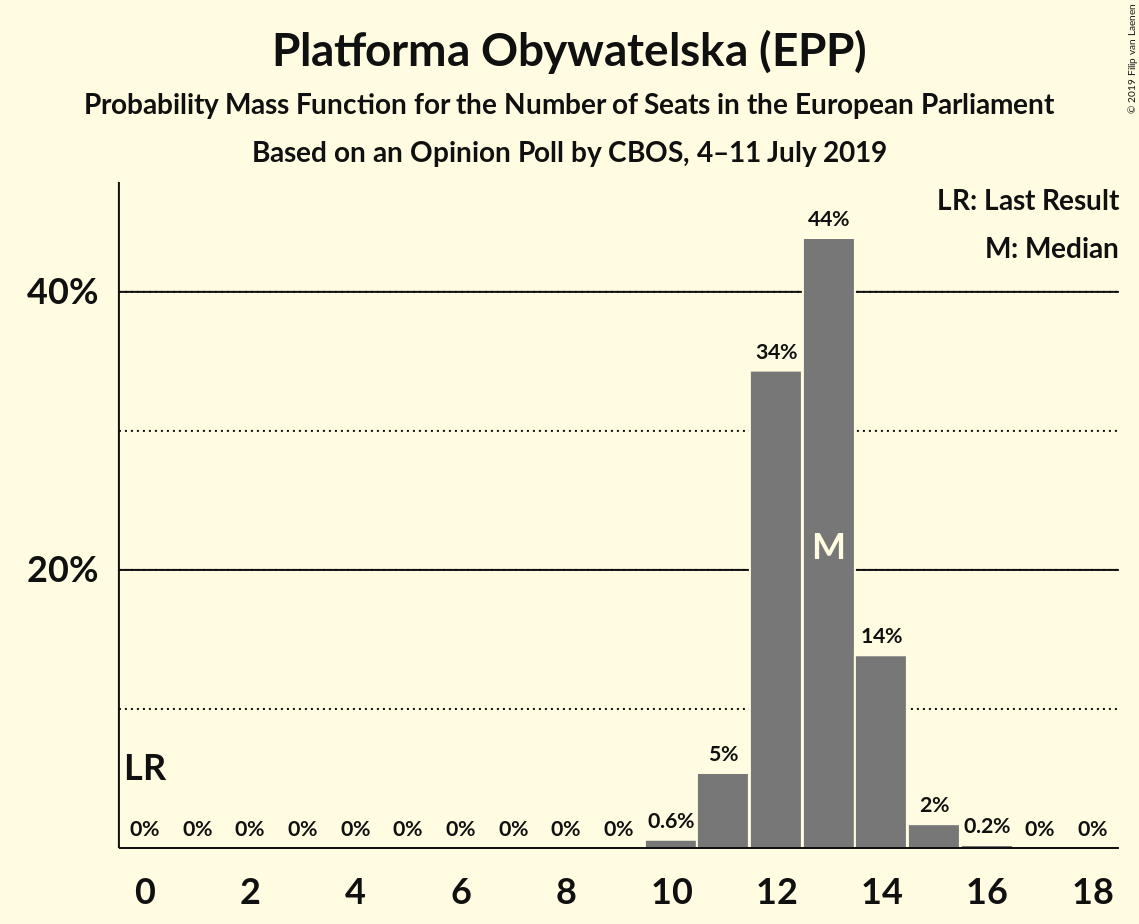 Platforma Obywatelska (EPP)
Probability Mass Function for the Number of Seats in the European Parliament
Based on an Opinion Poll by CBOS, 4–11 July 2019
© 2019 Filip van Laenen
LR: Last Result
M: Median
44%
40%
34%
M
20%
14%
5%
LR
2%
0% 0% 0% 0% 0% 0% 0% 0% 0% 0% 0.6% 0.2% 0% 0%
0 2 4 6 8 10 12 14 16 18